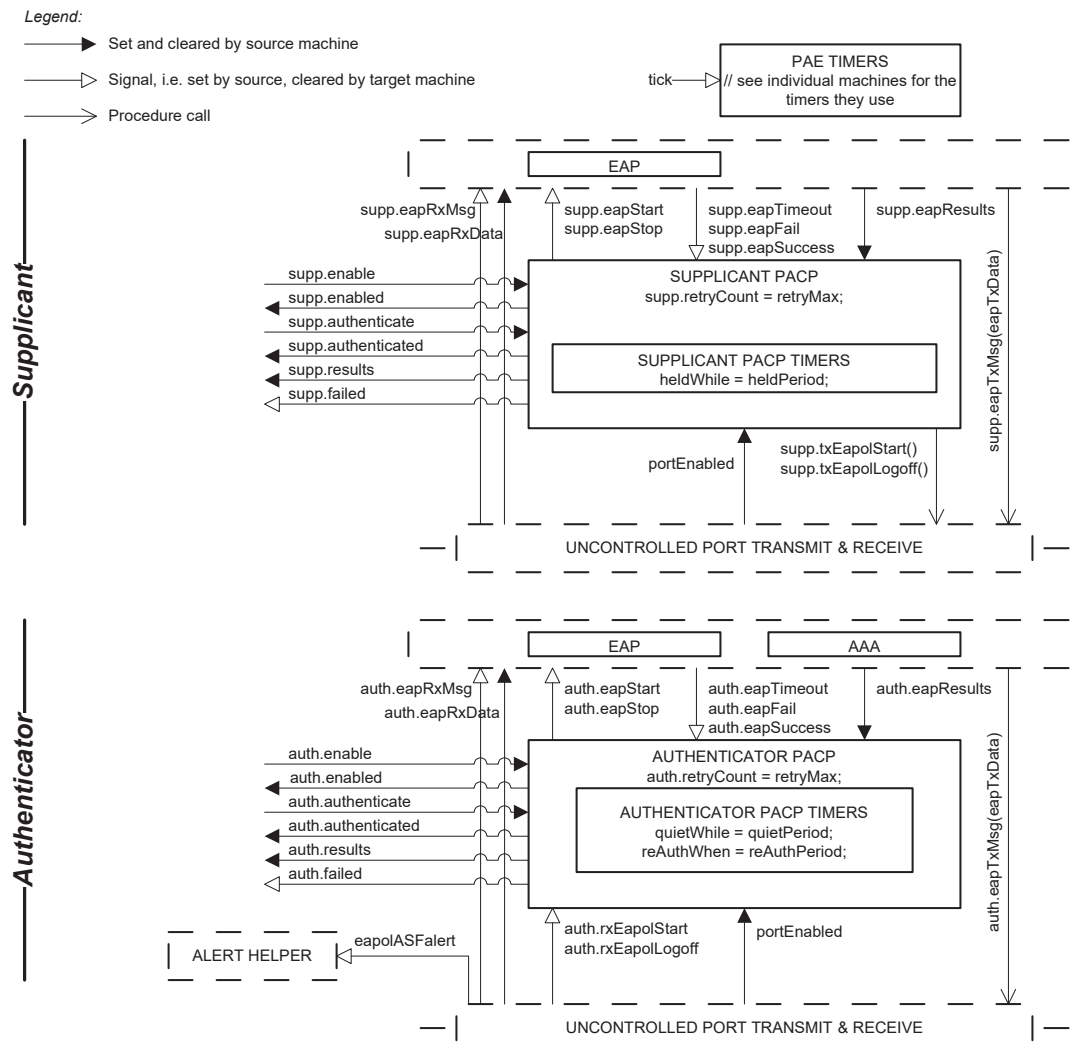 Legend:
Set and cleared by source machine
Signal, i.e. set by source, cleared by target machine
Procedure call
tick
PAE TIMERS
// see individual machines for the
timers they use
Supplicant
EAP
supp.eapRxMsg
supp.eapRxData
supp.eapStart
supp.eapStop
supp.eapTimeout
supp.eapFail
supp.eapSuccess
supp.eapResults
supp.eapTxMsg(eapTxData)
supp.enable
supp.enabled
supp.authenticate
supp.authenticated
supp.results
supp.failed
SUPPLICANT PACP
supp.retryCount = retryMax;
SUPPLICANT PACP TIMERS
heldWhile = heldPeriod;
portEnabled
supp.txEapolStart()
supp.txEapolLogoff()
UNCONTROLLED PORT TRANSMIT & RECEIVE
Authenticator
EAP
AAA
auth.eapRxMsg
auth.eapRxData
auth.eapStart
auth.eapStop
auth.eapTimeout
auth.eapFail
auth.eapSuccess
auth.eapResults
auth.eapTxMsg(eapTxData)
auth.enable
auth.enabled
auth.authenticate
auth.authenticated
auth.results
auth.failed
AUTHENTICATOR PACP
auth.retryCount = retryMax;
AUTHENTICATOR PACP TIMERS
quietWhile = quietPeriod;
reAuthWhen = reAuthPeriod;
auth.rxEapolStart
auth.rxEapolLogoff
portEnabled
eapolASFalert
ALERT HELPER
UNCONTROLLED PORT TRANSMIT & RECEIVE